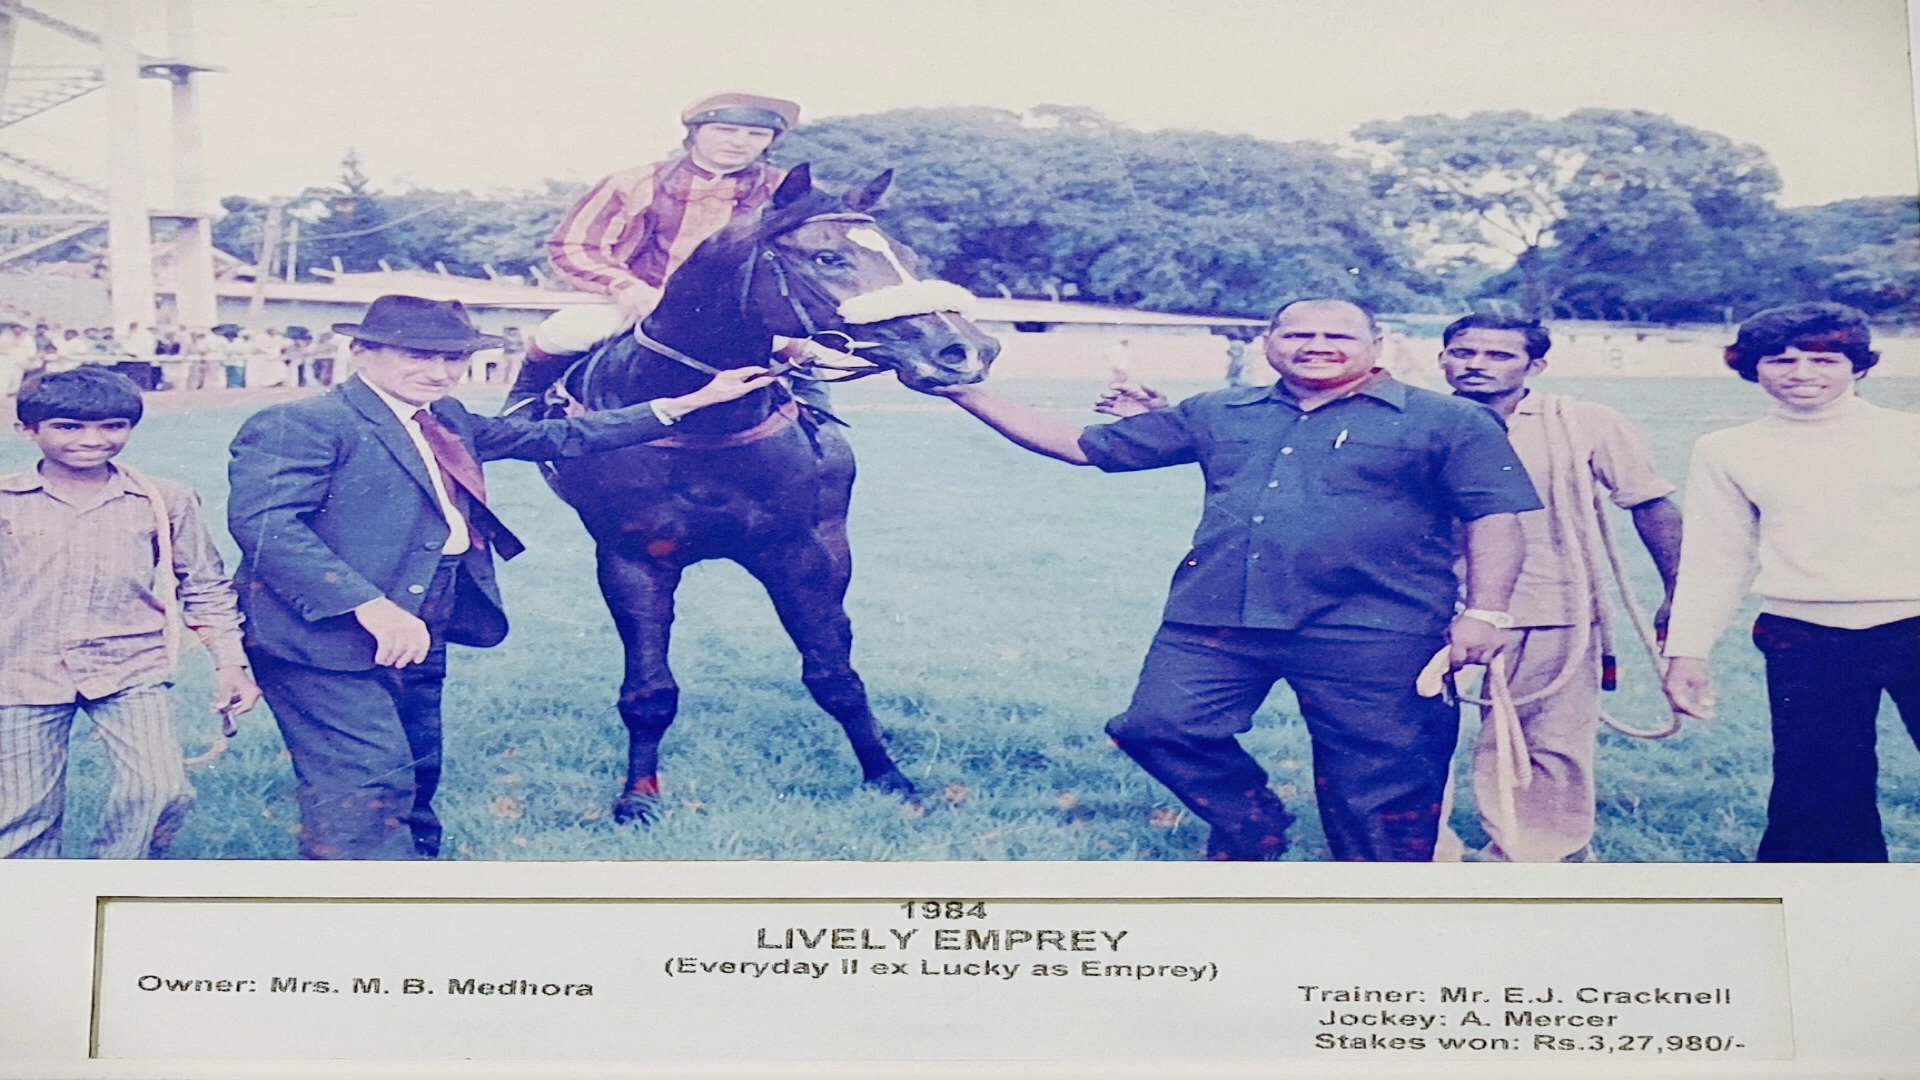 1984
LIVELY EMPREY
(Everyday II ex Lucky as Emprey)
Owner: Mrs. M. B. Medhora
Trainer: Mr. E.J. Cracknell
Jockey: A. Mercer
Stakes won: Rs.3,27,980/-